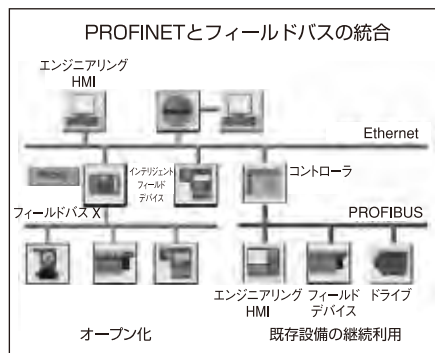 PROFINETとフィールドバスの統合
エンジニアリング
HMI
Ethernet
インテリジェント
フィールド
デバイス
コントローラ
フィールドバス X
PROFIBUS
エンジニアリング
HMI
フィールド
デバイス
ドライブ
オープン化
既存設備の継続利用